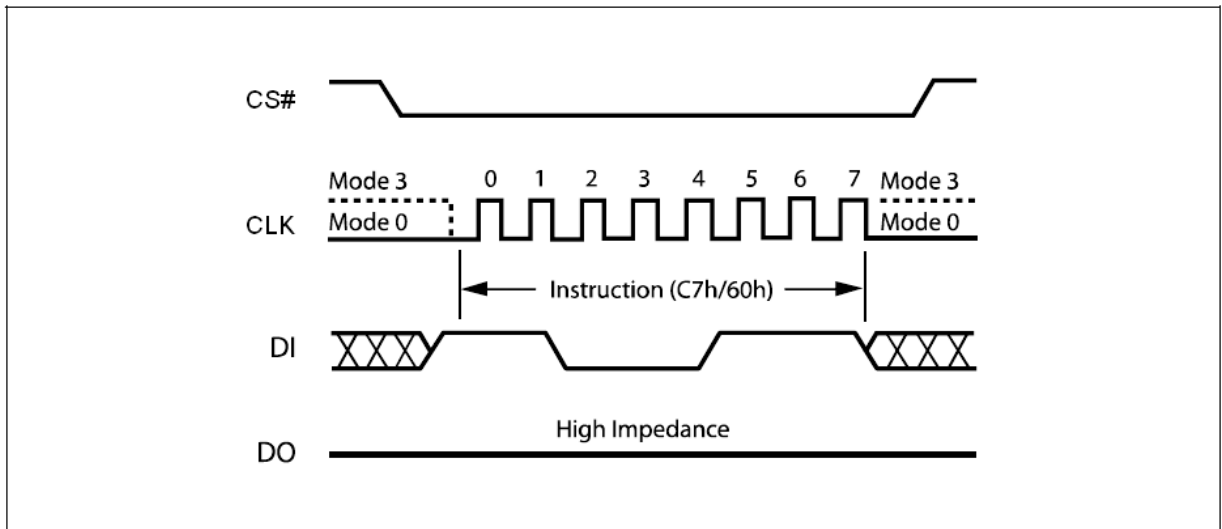 CS#
Mode 3 0 1 2 3 4 5 6 7 Mode 3
CLK Mode 0 Mode 0
Instruction (C7h/60h)
DI
High Impedance
DO